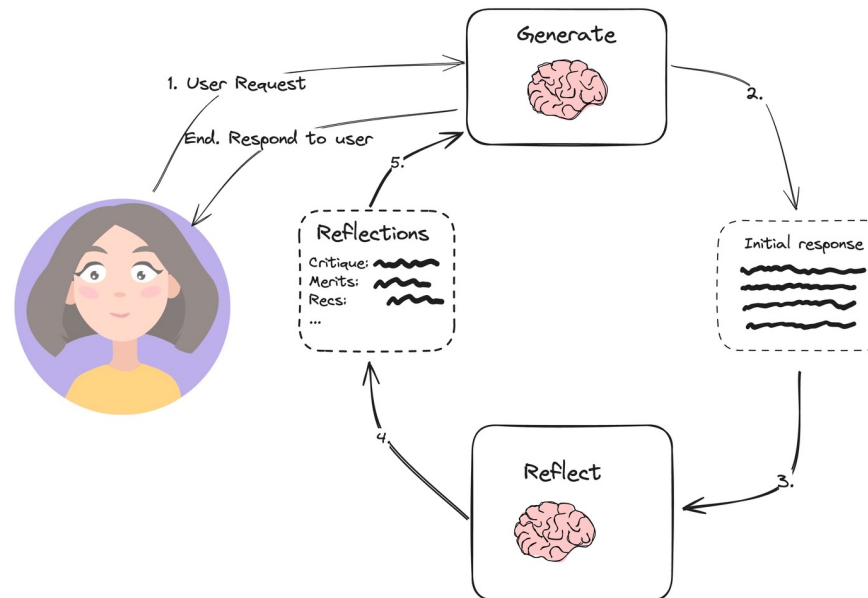 Generate
1. User Request
2.
End. Respond to user
5.
Reflections
Critique:
Merits:
Recs:
...
Initial response
4.
Reflect
3.